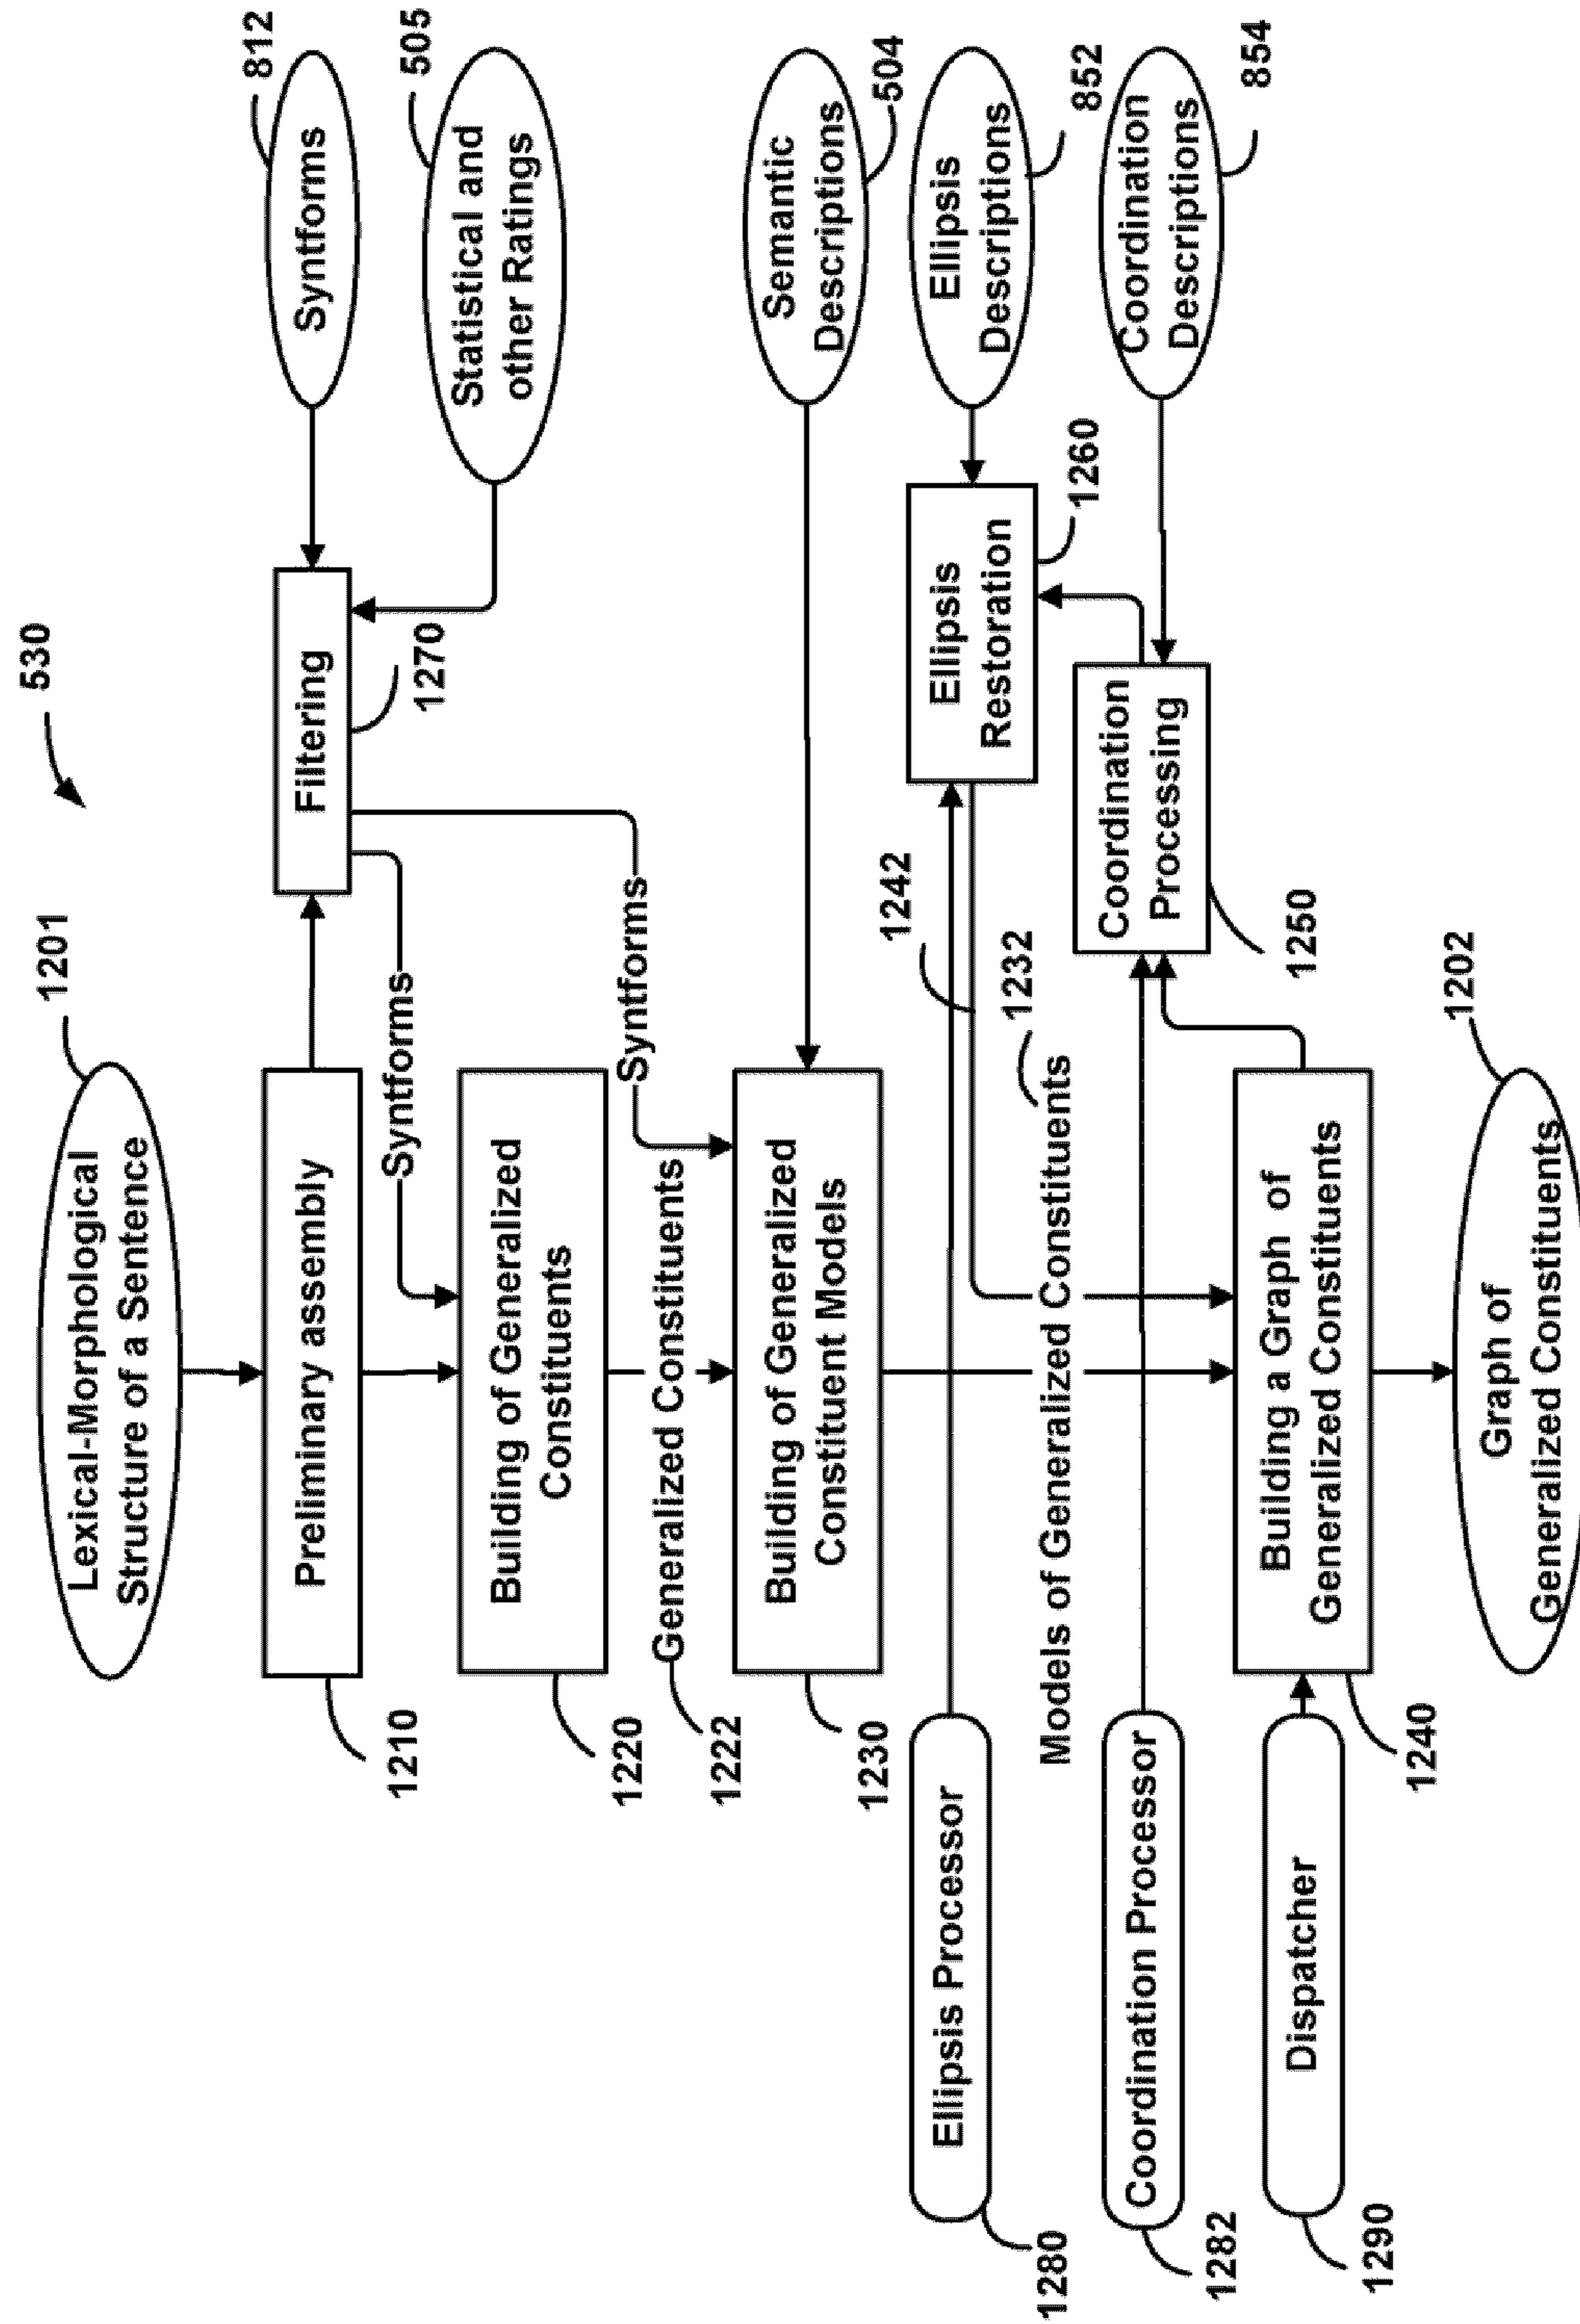 530
Lexical-Morphological
Structure of a Sentence
1201
Preliminary assembly
1210
Filtering
1270
Syntforms
812
Statistical and
other Ratings
505
Syntforms
Syntforms
Building of Generalized
Constituents
1220
Generalized Constituents
1222
Building of Generalized
Constituent Models
1230
Semantic
Descriptions
504
Ellipsis Processor
1280
1242
Ellipsis
Restoration
1260
Ellipsis
Descriptions
852
Models of Generalized Constituents
1232
Coordination Processor
1282
Coordination
Processing
1250
Coordination
Descriptions
854
Dispatcher
1290
Building a Graph of
Generalized Constituents
1240
Graph of
Generalized Constituents
1202